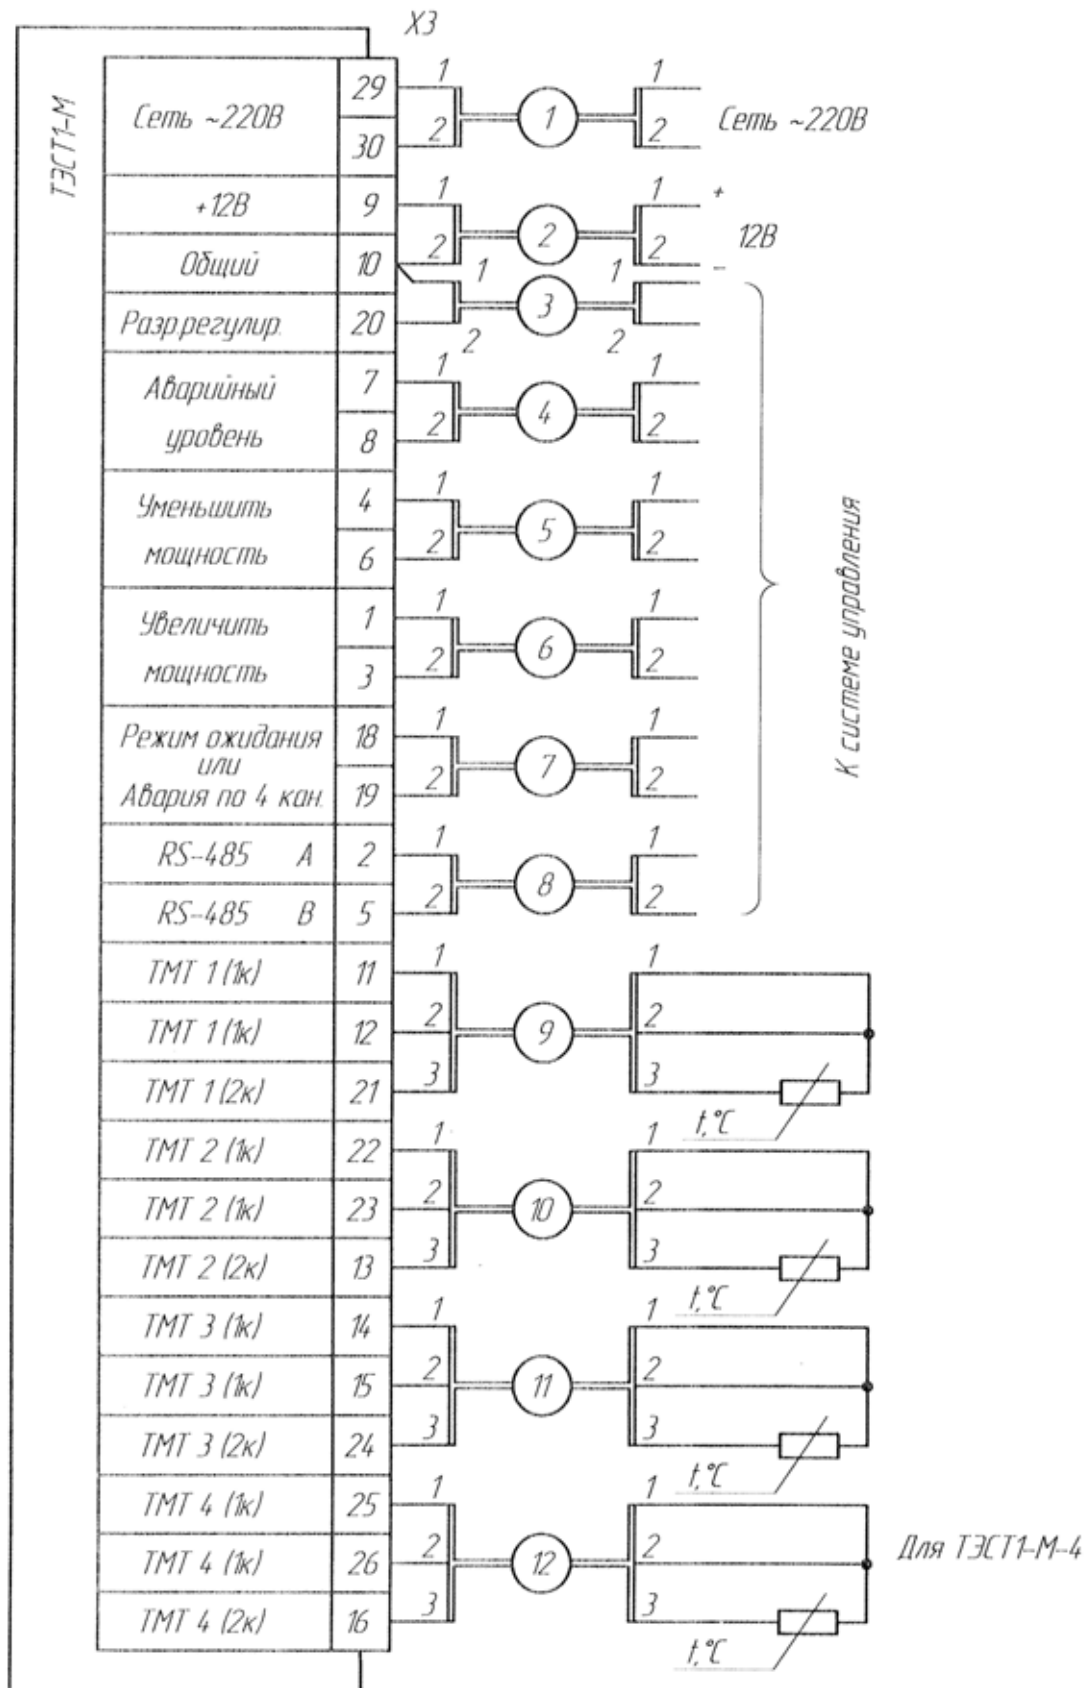 Х3
ТЭСТ1-М
Сеть ~220В
29
30
1
2
1
1
2
Сеть ~220В
+12В
9
1
2
2
1
2
+
12В
–
Общий
10
1
3
1
Разр.регулир.
20
2
2
Аварийный
уровень
7
8
1
2
4
1
2
Уменьшить
мощность
4
6
1
2
5
1
2
Увеличить
мощность
1
3
1
2
6
1
2
Режим ожидания
или
Авария по 4 кан.
18
19
1
2
7
1
2
RS-485 A
2
RS-485 B
5
1
2
8
1
2
К системе управления
ТМТ 1 (1к)
11
ТМТ 1 (1к)
12
ТМТ 1 (2к)
21
1
2
3
9
1
2
3
t,°C
ТМТ 2 (1к)
22
ТМТ 2 (1к)
23
ТМТ 2 (2к)
13
1
2
3
10
1
2
3
t,°C
ТМТ 3 (1к)
14
ТМТ 3 (1к)
15
ТМТ 3 (2к)
24
1
2
3
11
1
2
3
t,°C
ТМТ 4 (1к)
25
ТМТ 4 (1к)
26
ТМТ 4 (2к)
16
1
2
3
12
1
2
3
t,°C
Для ТЭСТ1-М-4